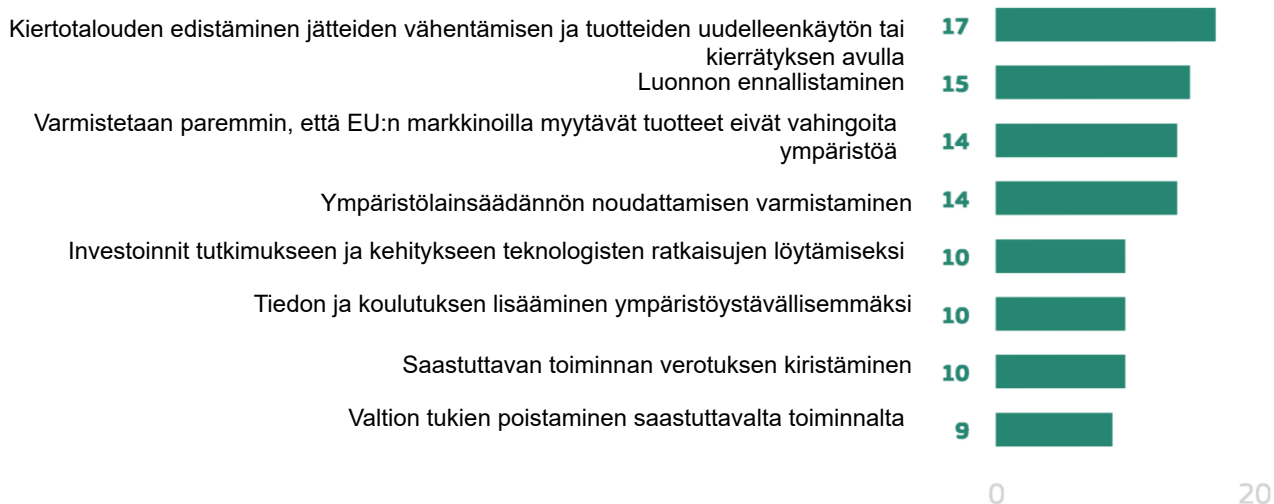 Kiertotalouden edistäminen jätteiden vähentämisen ja tuotteiden uudelleenkäytön tai
kierrätyksen avulla
17
Luonnon ennallistaminen
15
Varmistetaan paremmin, että EU:n markkinoilla myytävät tuotteet eivät vahingoita
ympäristöä
14
Ympäristölainsäädännön noudattamisen varmistaminen
14
Investoinnit tutkimukseen ja kehitykseen teknologisten ratkaisujen löytämiseksi
10
Tiedon ja koulutuksen lisääminen ympäristöystävällisemmäksi
10
Saastuttavan toiminnan verotuksen kiristäminen
10
Valtion tukien poistaminen saastuttavalta toiminnalta
9
0
20